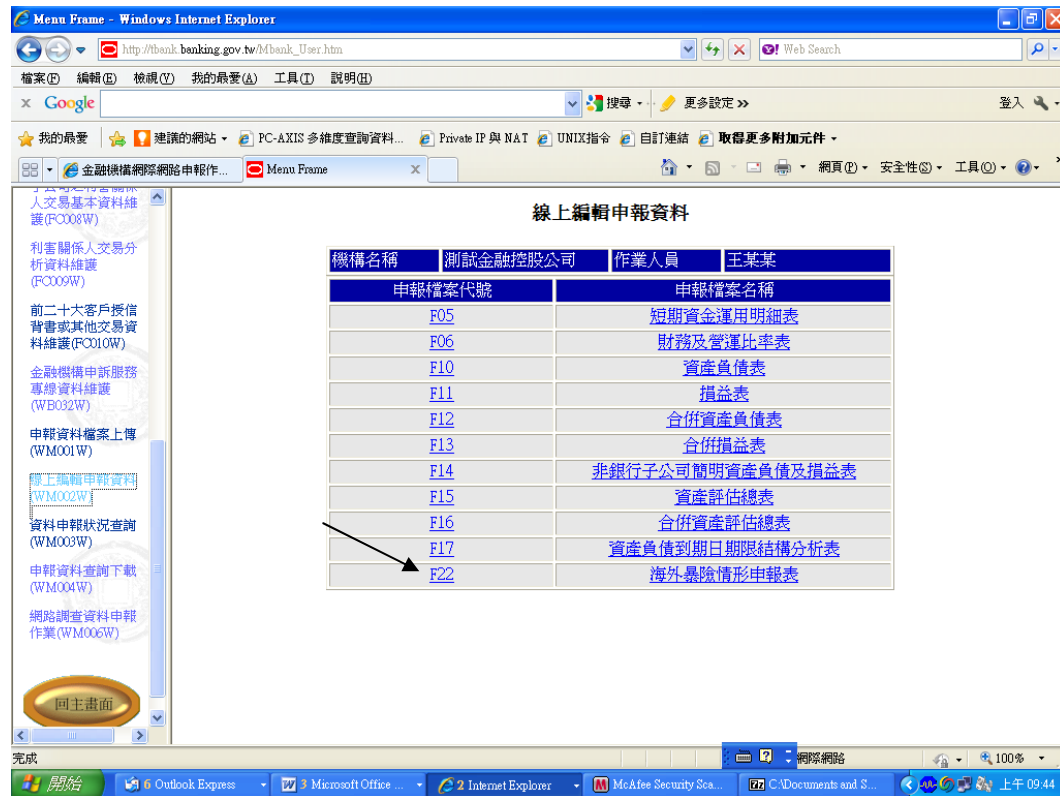 Menu Frame - Windows Internet Explorer
http://tbank.banking.gov.tw/Mbank_User.htm
Web Search
檔案(F) 編輯(E) 檢視(V) 我的最愛(A) 工具(T) 說明(H)
x Google 搜尋 更多設定 >> 登入
我的最愛 建議的網站 PC-AXIS 多維度查詢資料... Private IP 與 NAT UNIX指令 自訂連結 取得更多附加元件
金融機構網際網路申報作... Menu Frame x 網頁(P) 安全性(S) 工具(O)
人交易基本資料維
護(FC008W)
利害關係人交易分
析資料維護
(FC009W)
前二十大客戶授信
背書或其他交易資
料維護(FC010W)
金融機構申訴服務
專線資料維護
(WB032W)
申報資料檔案上傳
(WM001W)
線上編輯申報資料
(WM002W)
資料申報狀況查詢
(WM003W)
申報資料查詢下載
(WM004W)
網路調查資料申報
作業(WM006W)
回主畫面
線上編輯申報資料
機構名稱 測試金融控股公司 作業人員 王某某
申報檔案代號 申報檔案名稱
F05 短期資金運用明細表
F06 財務及營運比率表
F10 資產負債表
F11 損益表
F12 合併資產負債表
F13 合併損益表
F14 非銀行子公司簡明資產負債及損益表
F15 資產評估總表
F16 合併資產評估總表
F17 資產負債到期日期限結構分析表
F22 海外暴險情形申報表
完成 網際網路 100%
開始 6 Outlook Express 3 Microsoft Office ... 2 Internet Explorer McAfee Security Sca... C:\Documents and S... 上午 09:44